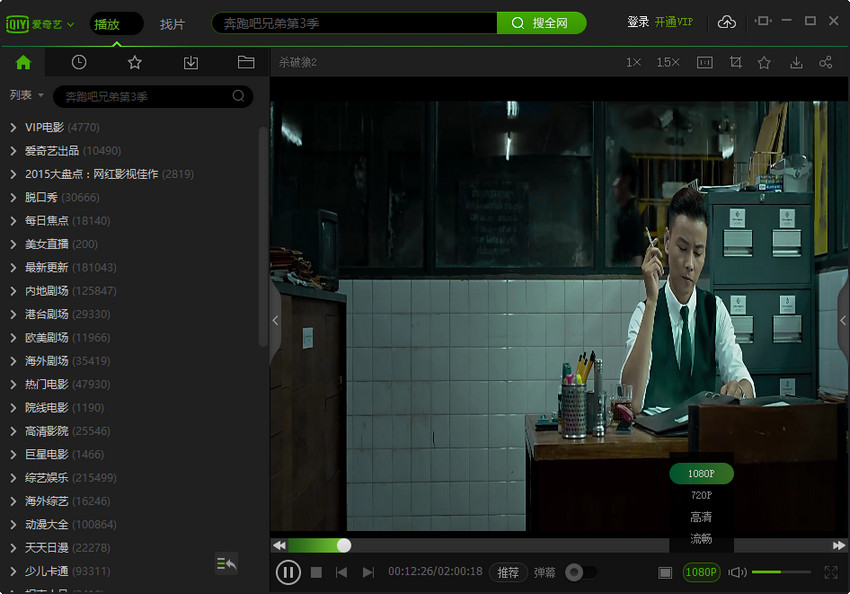 QIY 爱奇艺 播放 找片 奔跑吧兄弟第3季 搜全网 登录 开通VIP
杀破狼2 1× 1.5×
列表 奔跑吧兄弟第3季
VIP电影 (4770)
爱奇艺出品 (10490)
2015大盘点：网红影视佳作 (2819)
脱口秀 (30666)
每日焦点 (18140)
美女直播 (200)
最新更新 (181043)
内地剧场 (125847)
港台剧场 (29330)
欧美剧场 (11966)
海外剧场 (35419)
热门电影 (47930)
院线电影 (1190)
高清影院 (25546)
巨星电影 (1466)
综艺娱乐 (215499)
海外综艺 (16246)
动漫大全 (100864)
天天日漫 (22278)
少儿卡通 (93311)
1080P
720P
高清
流畅
00:12:26/02:00:18 推荐 弹幕 1080P